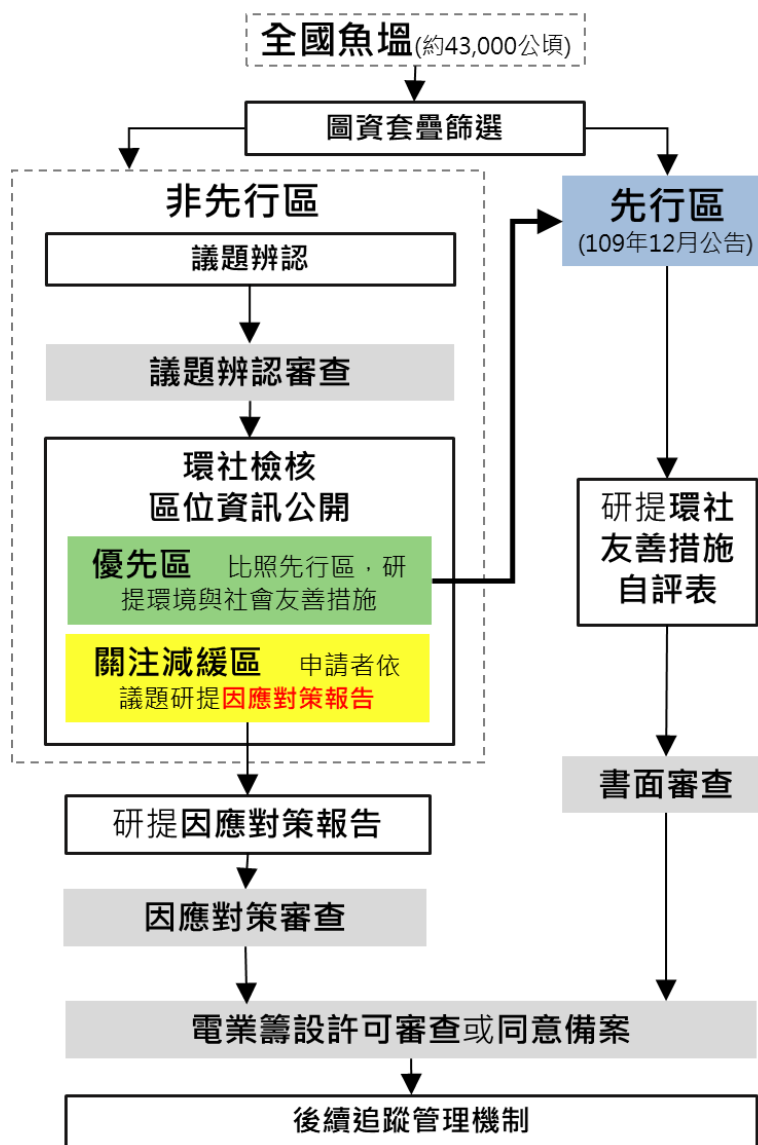 全國魚塭(約43,000公頃)
圖資套疊篩選
非先行區
議題辨認
議題辨認審查
環社檢核
區位資訊公開
優先區 比照先行區，研
提環境與社會友善措施
關注減緩區 申請者依
議題研提因應對策報告
研提因應對策報告
因應對策審查
先行區
(109年12月公告)
研提環社
友善措施
自評表
書面審查
電業籌設許可審查或同意備案
後續追蹤管理機制